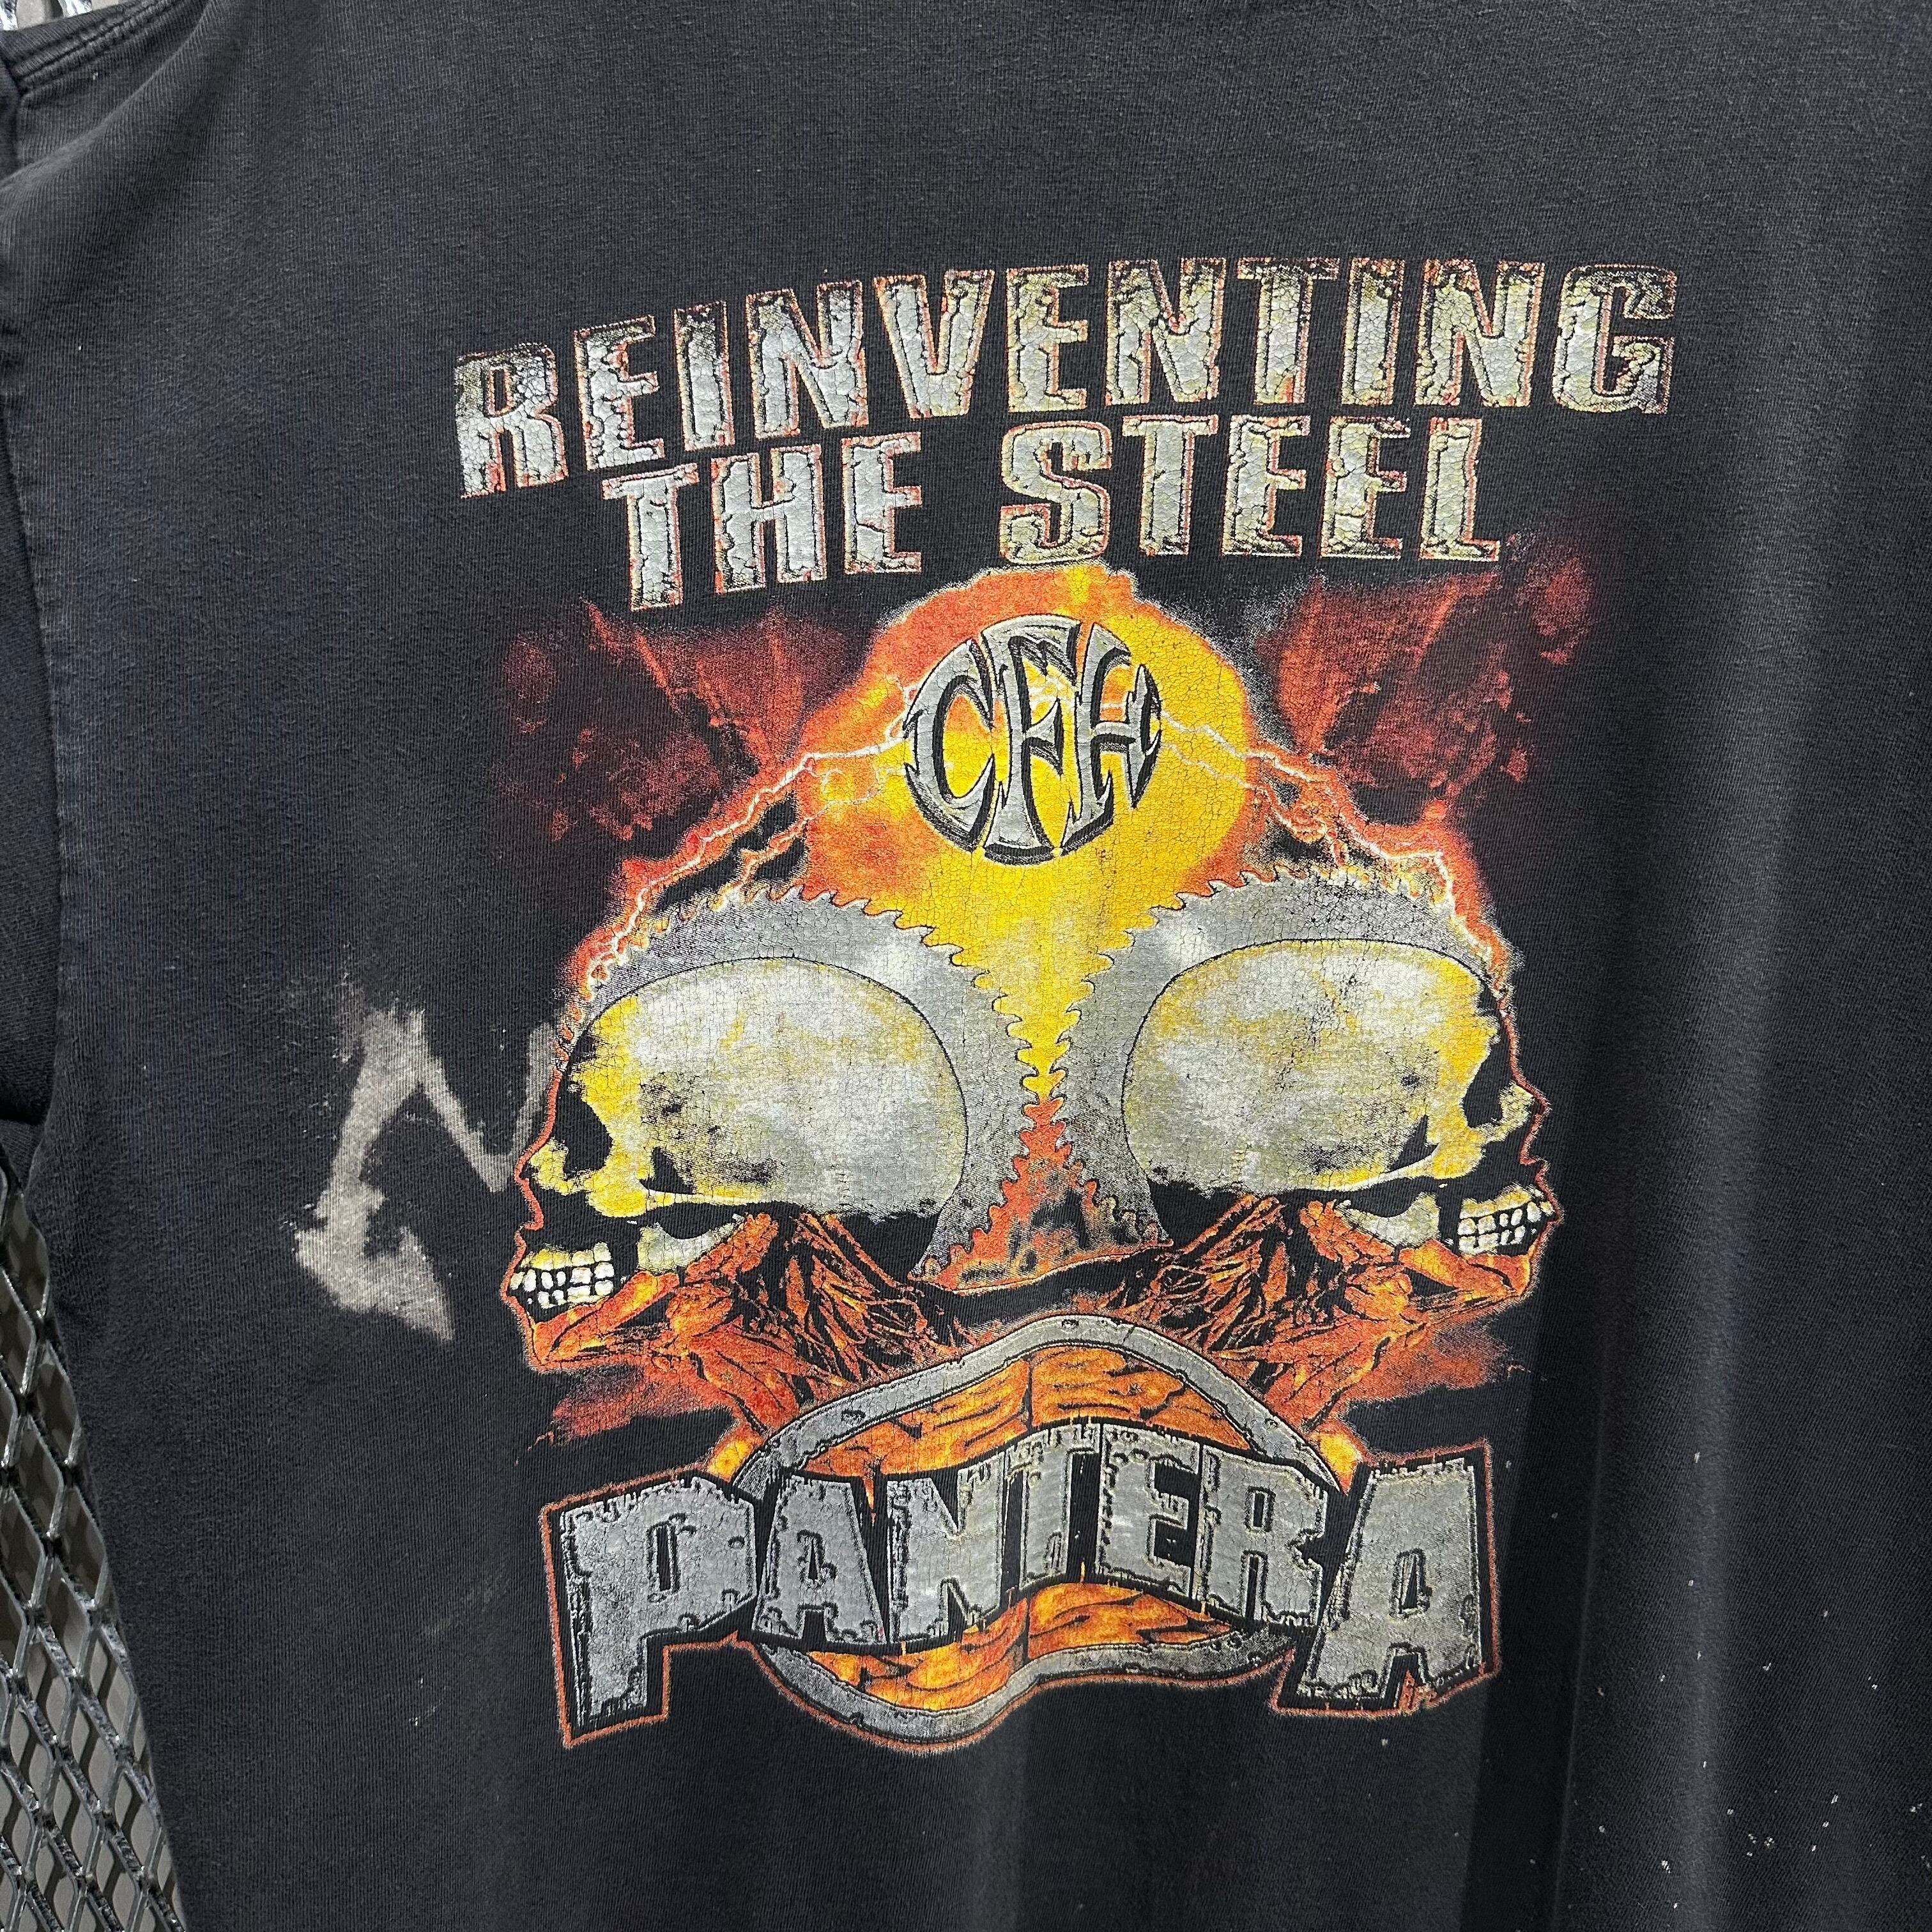 REINVENTING
THE STEEL
CFH
PANTERA